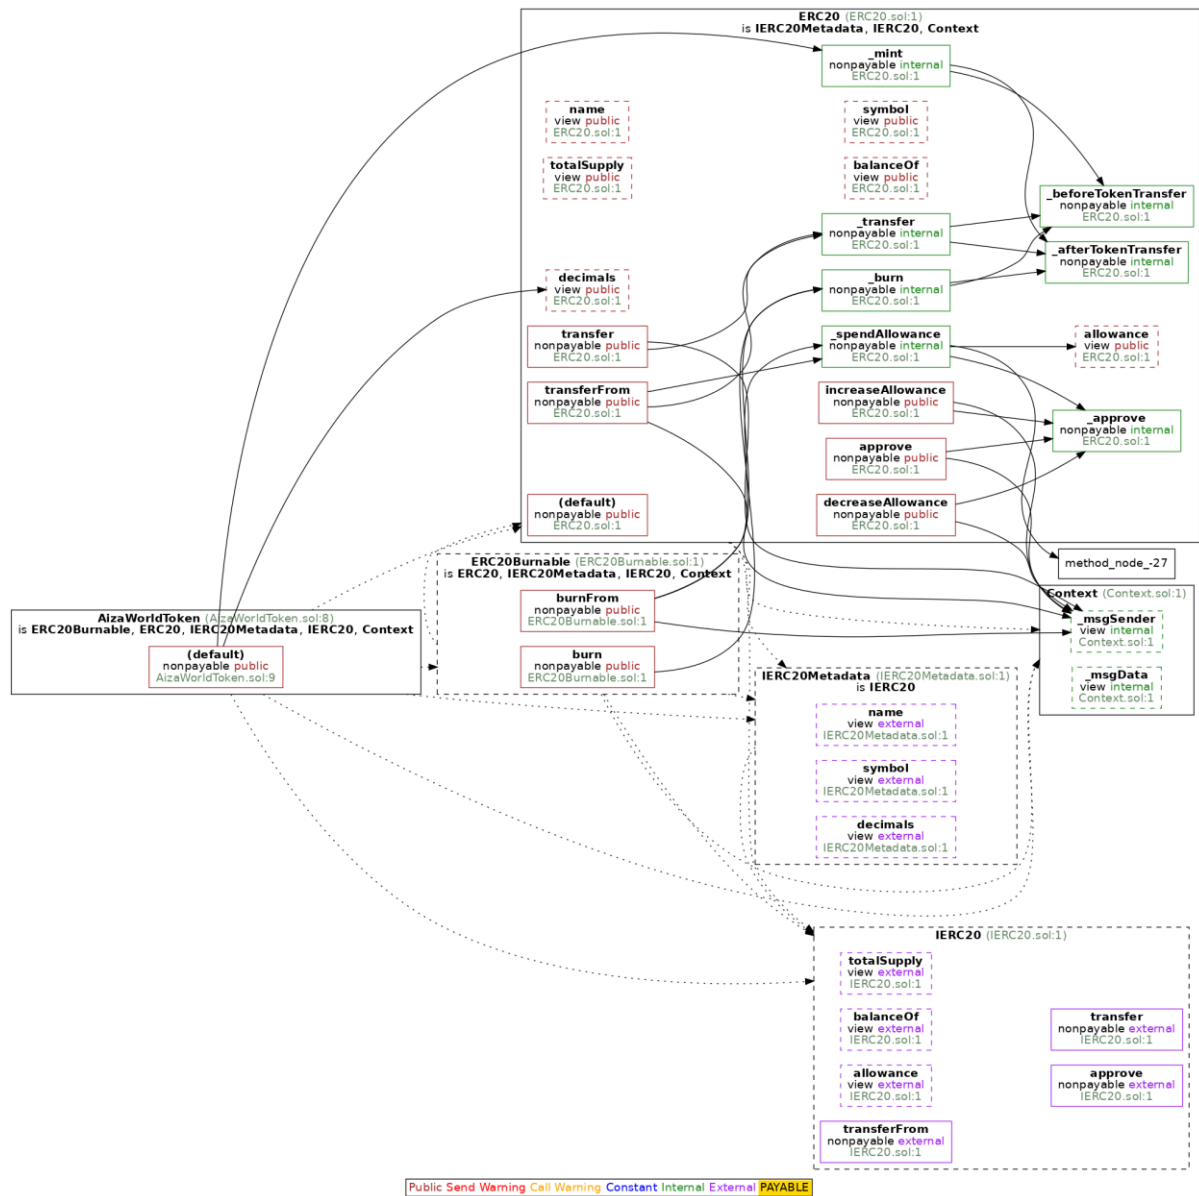 ERC20 (ERC20.sol:1)
is IERC20Metadata, IERC20, Context
_mint
nonpayable internal
ERC20.sol:1
name
view public
ERC20.sol:1
symbol
view public
ERC20.sol:1
totalSupply
view public
ERC20.sol:1
balanceOf
view public
ERC20.sol:1
_beforeTokenTransfer
nonpayable internal
ERC20.sol:1
_transfer
nonpayable internal
ERC20.sol:1
_afterTokenTransfer
nonpayable internal
ERC20.sol:1
decimals
view public
ERC20.sol:1
_burn
nonpayable internal
ERC20.sol:1
transfer
nonpayable public
ERC20.sol:1
_spendAllowance
nonpayable internal
ERC20.sol:1
allowance
view public
ERC20.sol:1
transferFrom
nonpayable public
ERC20.sol:1
increaseAllowance
nonpayable public
ERC20.sol:1
_approve
nonpayable internal
ERC20.sol:1
approve
nonpayable public
ERC20.sol:1
(default)
nonpayable public
ERC20.sol:1
decreaseAllowance
nonpayable public
ERC20.sol:1
method_node_-27
ERC20Burnable (ERC20Burnable.sol:1)
is ERC20, IERC20Metadata, IERC20, Context
burnFrom
nonpayable public
ERC20Burnable.sol:1
burn
nonpayable public
ERC20Burnable.sol:1
Context (Context.sol:1)
_msgSender
view internal
Context.sol:1
_msgData
view internal
Context.sol:1
AizaWorldToken (AizaWorldToken.sol:8)
is ERC20Burnable, ERC20, IERC20Metadata, IERC20, Context
(default)
nonpayable public
AizaWorldToken.sol:9
IERC20Metadata (IERC20Metadata.sol:1)
is IERC20
name
view external
IERC20Metadata.sol:1
symbol
view external
IERC20Metadata.sol:1
decimals
view external
IERC20Metadata.sol:1
IERC20 (IERC20.sol:1)
totalSupply
view external
IERC20.sol:1
balanceOf
view external
IERC20.sol:1
transfer
nonpayable external
IERC20.sol:1
allowance
view external
IERC20.sol:1
approve
nonpayable external
IERC20.sol:1
transferFrom
nonpayable external
IERC20.sol:1
Public Send Warning Call Warning Constant Internal External PAYABLE